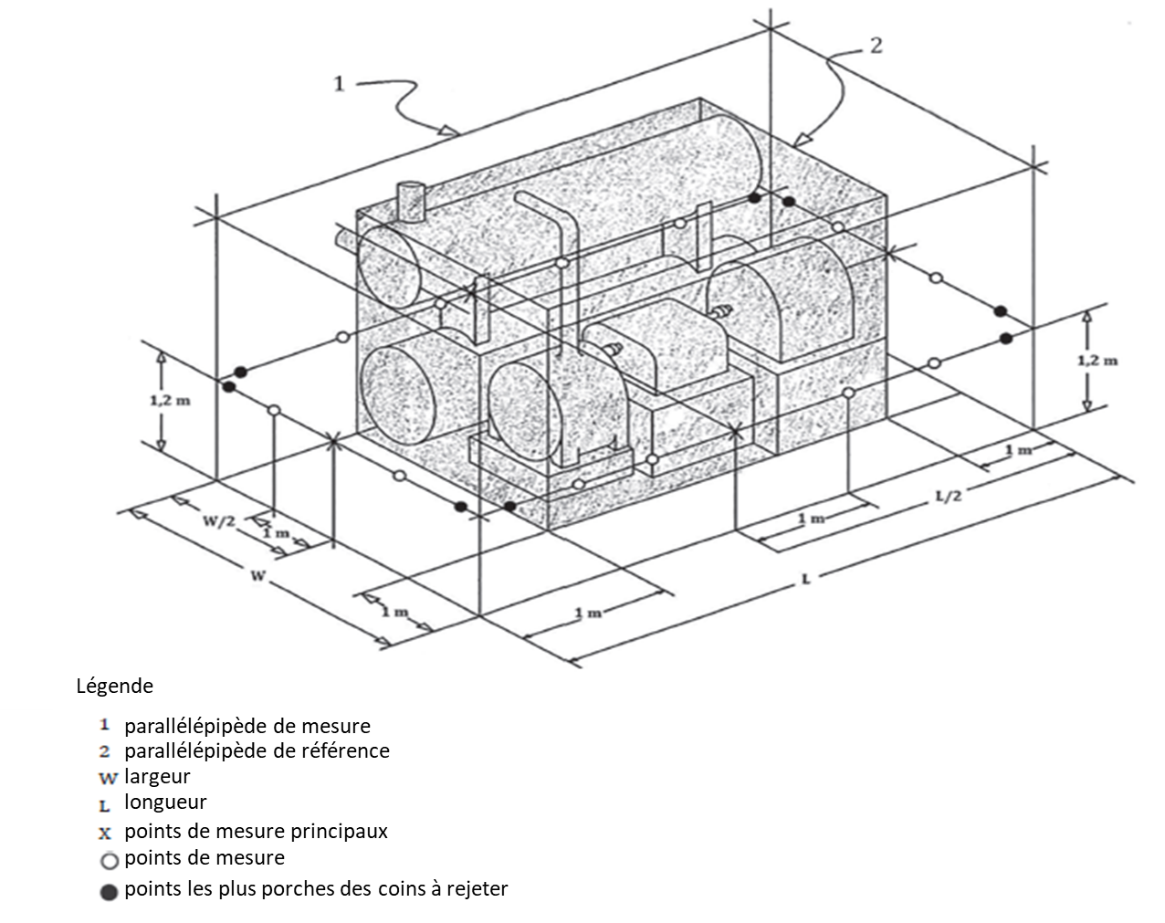 2
1
1,2 m
1,2 m
1 m
L/2
W/2
1 m
1 m
W
L
1 m
1 m
Légende
1 parallélépipède de mesure
2 parallélépipède de référence
W largeur
L longueur
X points de mesure principaux
points de mesure
points les plus porches des coins à rejeter